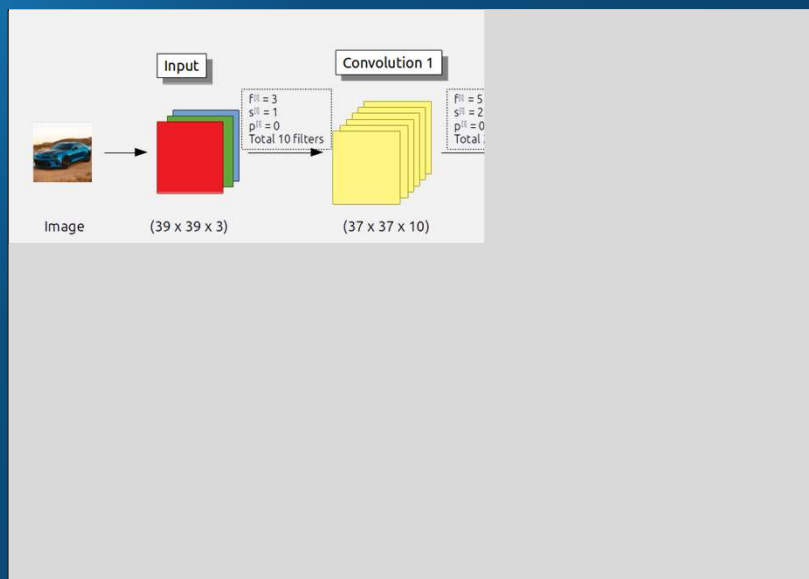 Input
Convolution 1
f[l] = 3
s[l] = 1
p[l] = 0
Total 10 filters
f[l] = 5
s[l] = 2
p[l] = 0
Total
Image
(39 x 39 x 3)
(37 x 37 x 10)